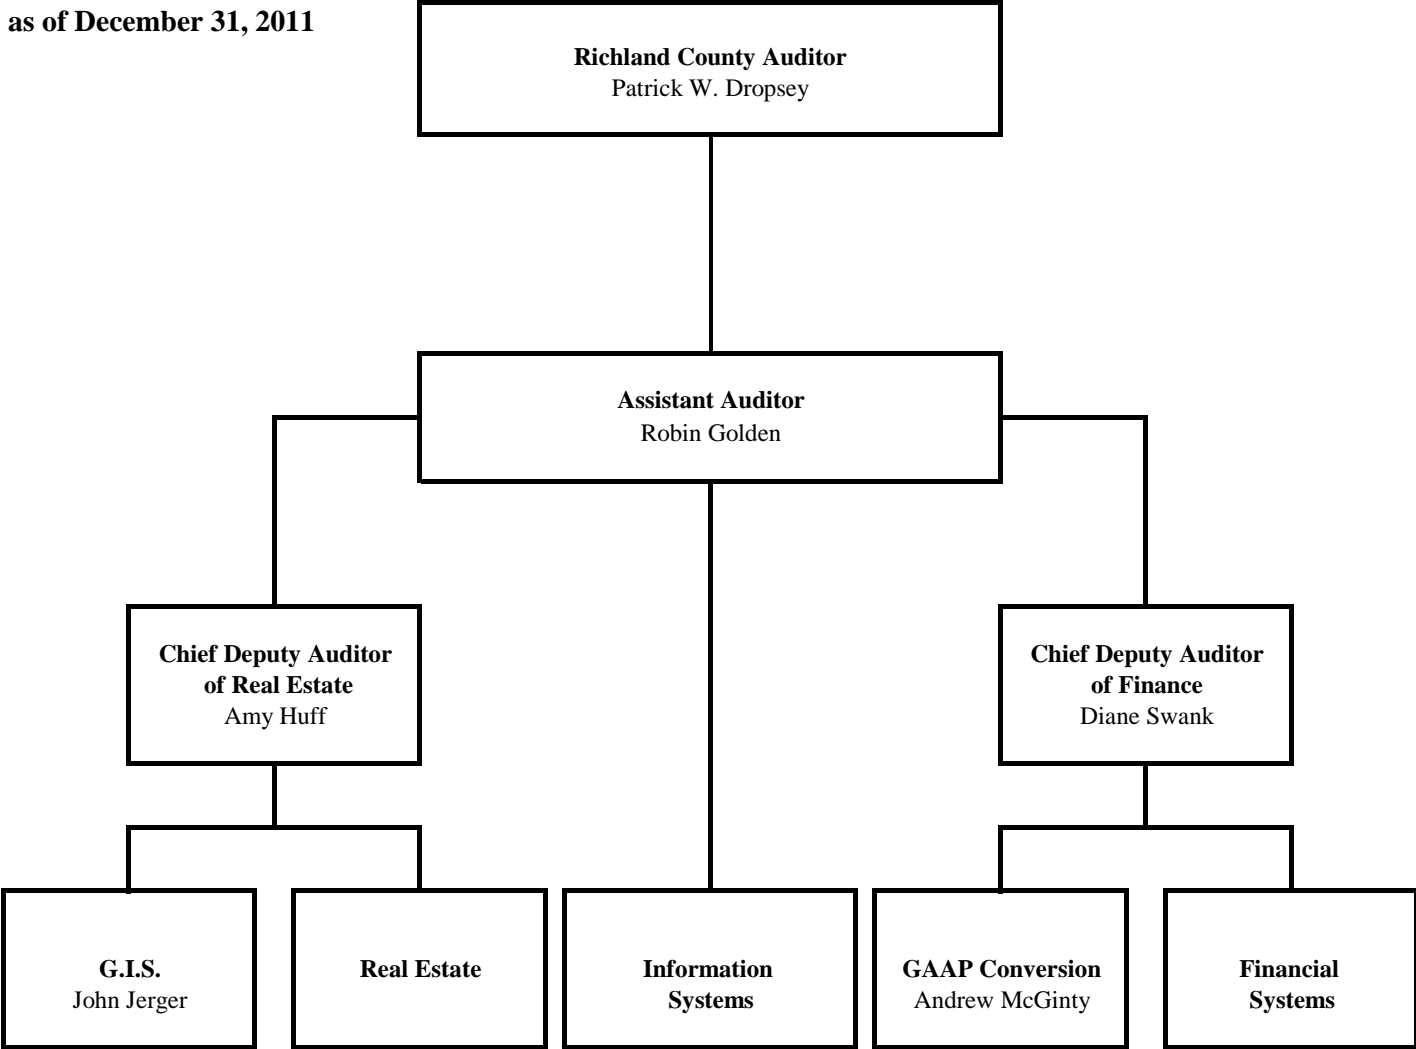 as of December 31, 2011
Richland County Auditor
Patrick W. Dropsey
Assistant Auditor
Robin Golden
Chief Deputy Auditor
of Real Estate
Amy Huff
Chief Deputy Auditor
of Finance
Diane Swank
G.I.S.
John Jerger
Real Estate
Information
Systems
GAAP Conversion
Andrew McGinty
Financial
Systems